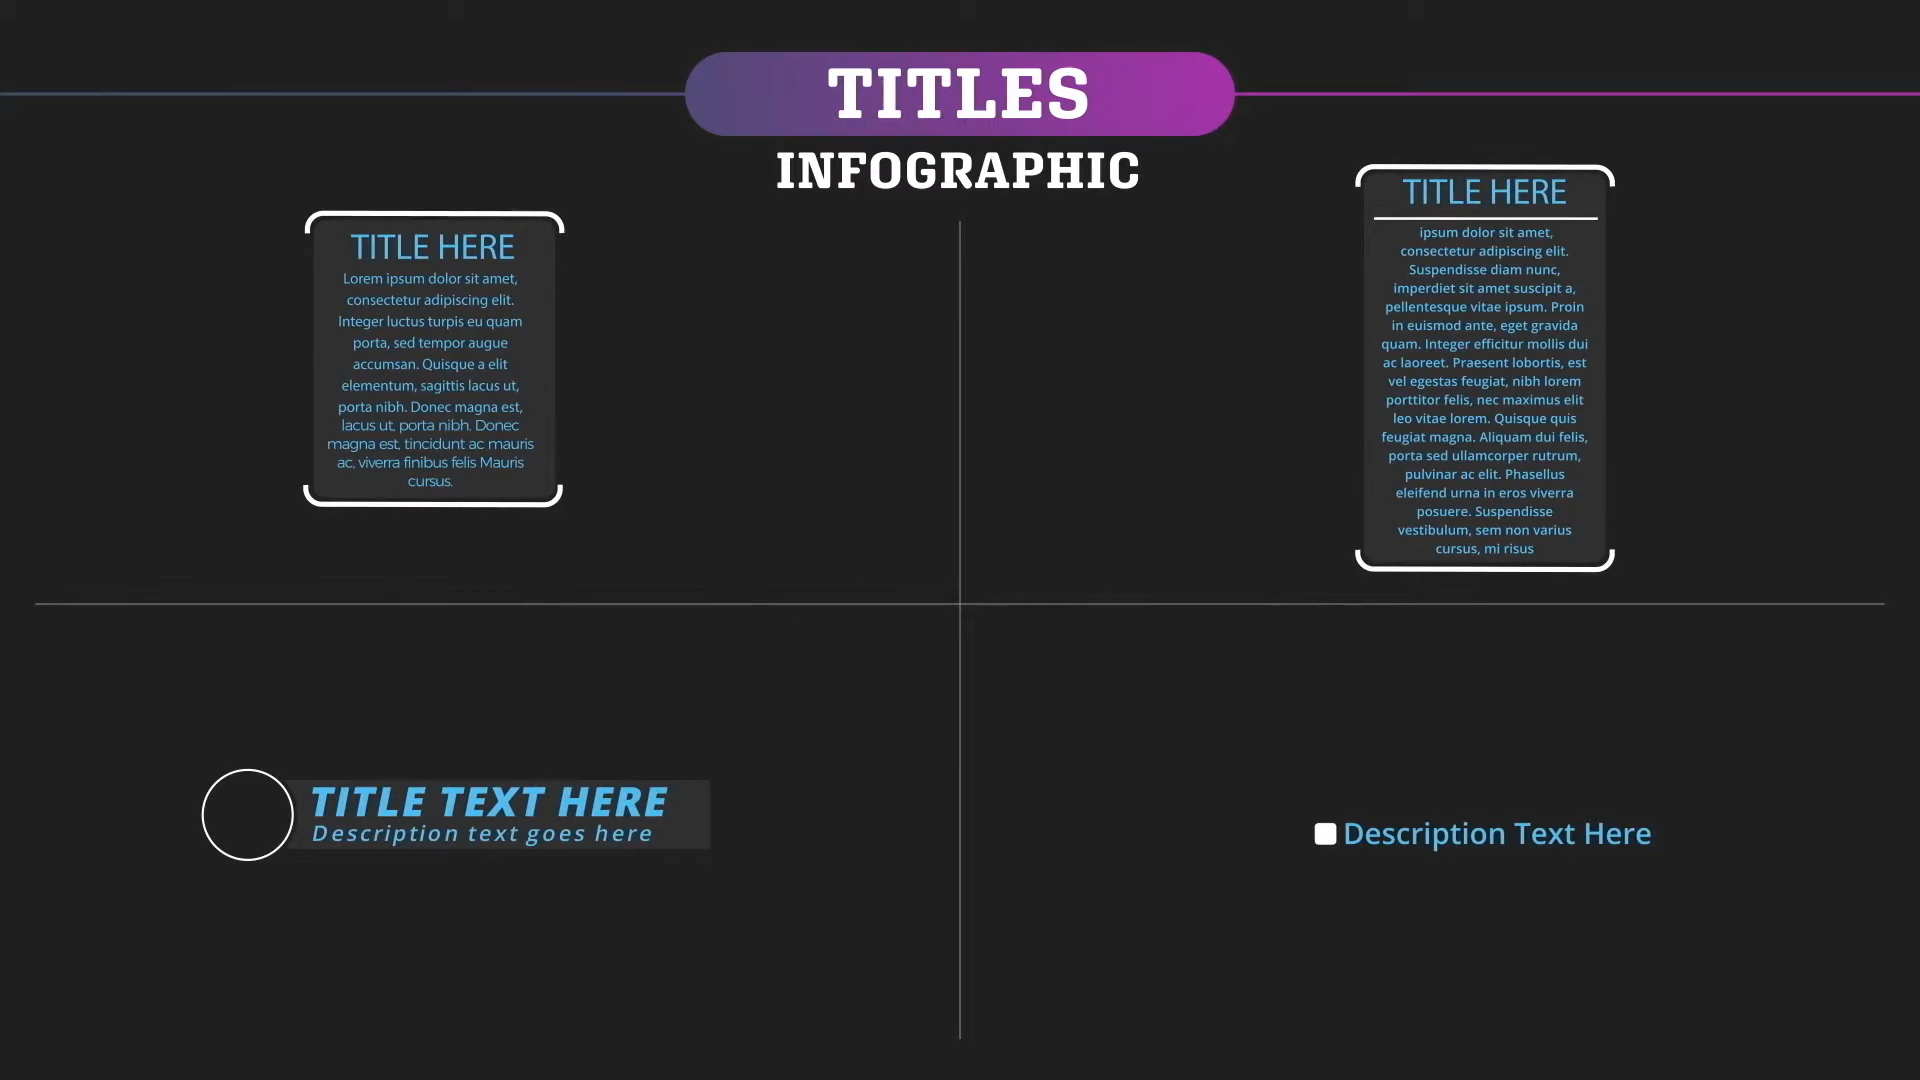 TITLES
INFOGRAPHIC
TITLE HERE
Lorem ipsum dolor sit amet,
consectetur adipiscing elit.
Integer luctus turpis eu quam
porta, sed tempor augue
accumsan. Quisque a elit
elementum, sagittis lacus ut,
porta nibh. Donec magna est,
lacus ut, porta nibh. Donec
magna est, tincidunt ac mauris
ac, viverra finibus felis Mauris
cursus.
TITLE HERE
ipsum dolor sit amet,
consectetur adipiscing elit.
Suspendisse diam nunc,
imperdiet sit amet suscipit a,
pellentesque vitae ipsum. Proin
in euismod ante, eget gravida
quam. Integer efficitur mollis dui
ac laoreet. Praesent lobortis, est
vel egestas feugiat, nibh lorem
porttitor felis, nec maximus elit
leo vitae lorem. Quisque quis
feugiat magna. Aliquam dui felis,
porta sed ullamcorper rutrum,
pulvinar ac elit. Phasellus
eleifend urna in eros viverra
posuere. Suspendisse
vestibulum, sem non varius
cursus, mi risus
TITLE TEXT HERE
Description text goes here
Description Text Here